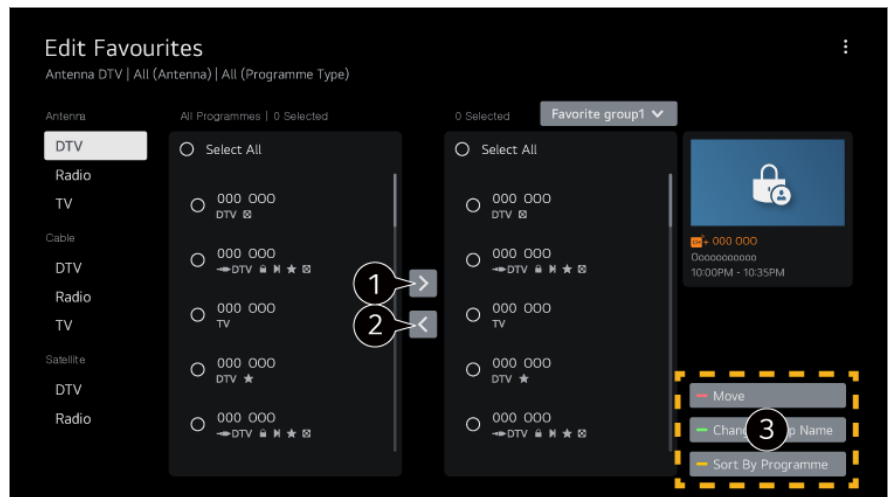 Edit Favourites
Antenna DTV | All (Antenna) | All (Programme Type)
Antenna
DTV
Radio
TV
Cable
DTV
Radio
TV
Satellite
DTV
Radio
All Programmes | 0 Selected
Select All
000 000
DTV
000 000
DTV
000 000
TV
000 000
DTV
000 000
DTV
1
2
0 Selected
Favorite group1
Select All
000 000
DTV
000 000
DTV
000 000
TV
000 000
DTV
000 000
DTV
+ 000 000
Oooooooooo
10:00PM - 10:35PM
Move
3
Name
Sort By Programme